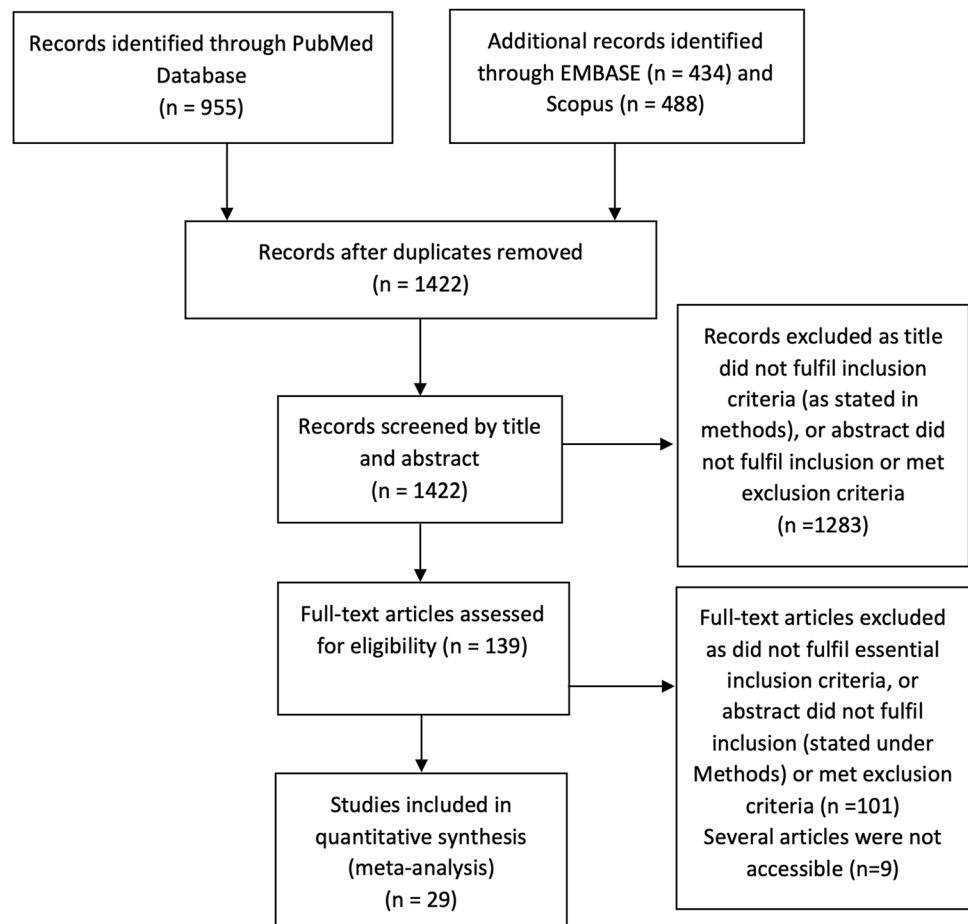 Records identified through PubMed
Database
(n = 955)
Additional records identified
through EMBASE (n = 434) and
Scopus (n = 488)
Records after duplicates removed
(n = 1422)
Records screened by title
and abstract
(n = 1422)
Records excluded as title
did not fulfil inclusion
criteria (as stated in
methods), or abstract did
not fulfil inclusion or met
exclusion criteria
(n =1283)
Full-text articles assessed
for eligibility (n = 139)
Full-text articles excluded
as did not fulfil essential
inclusion criteria, or
abstract did not fulfil
inclusion (stated under
Methods) or met exclusion
criteria (n =101)
Several articles were not
accessible (n=9)
Studies included in
quantitative synthesis
(meta-analysis)
(n = 29)